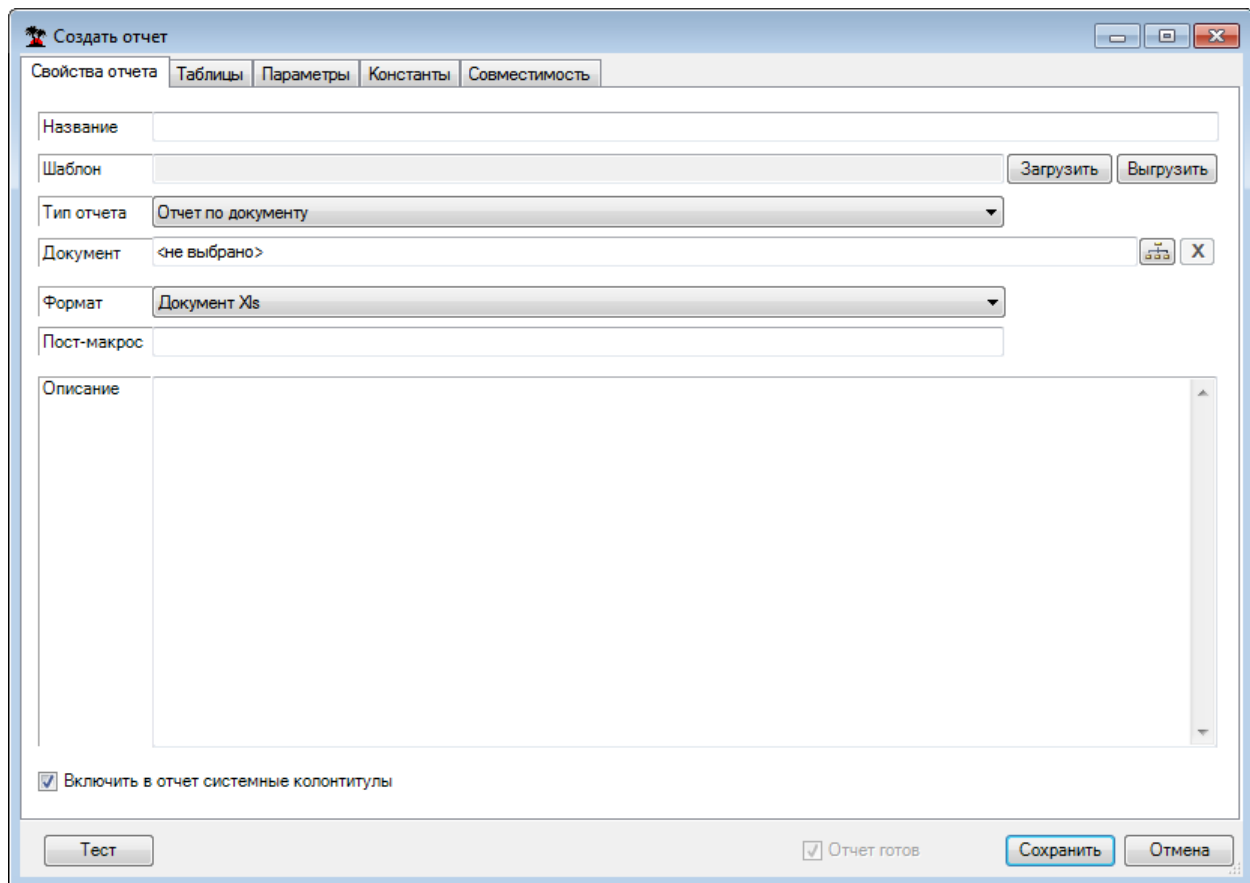 Создать отчет
Свойства отчета Таблицы Параметры Константы Совместимость
Название
Шаблон Загрузить Выгрузить
Тип отчета Отчет по документу
Документ <не выбрано> X
Формат Документ Xls
Пост-макрос
Описание
Включить в отчет системные колонтитулы
Тест Отчет готов Сохранить Отмена